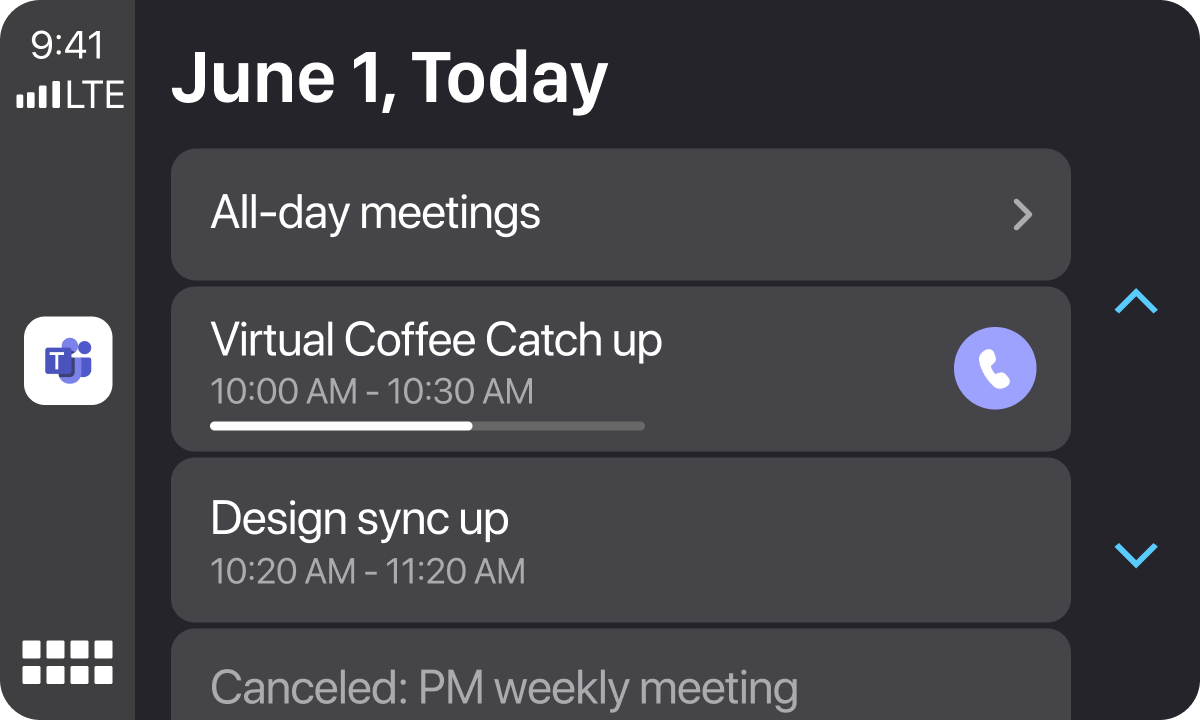 9:41
LTE
June 1, Today
All-day meetings
Virtual Coffee Catch up
10:00 AM - 10:30 AM
T
Design sync up
10:20 AM - 11:20 AM
Canceled: PM weekly meeting